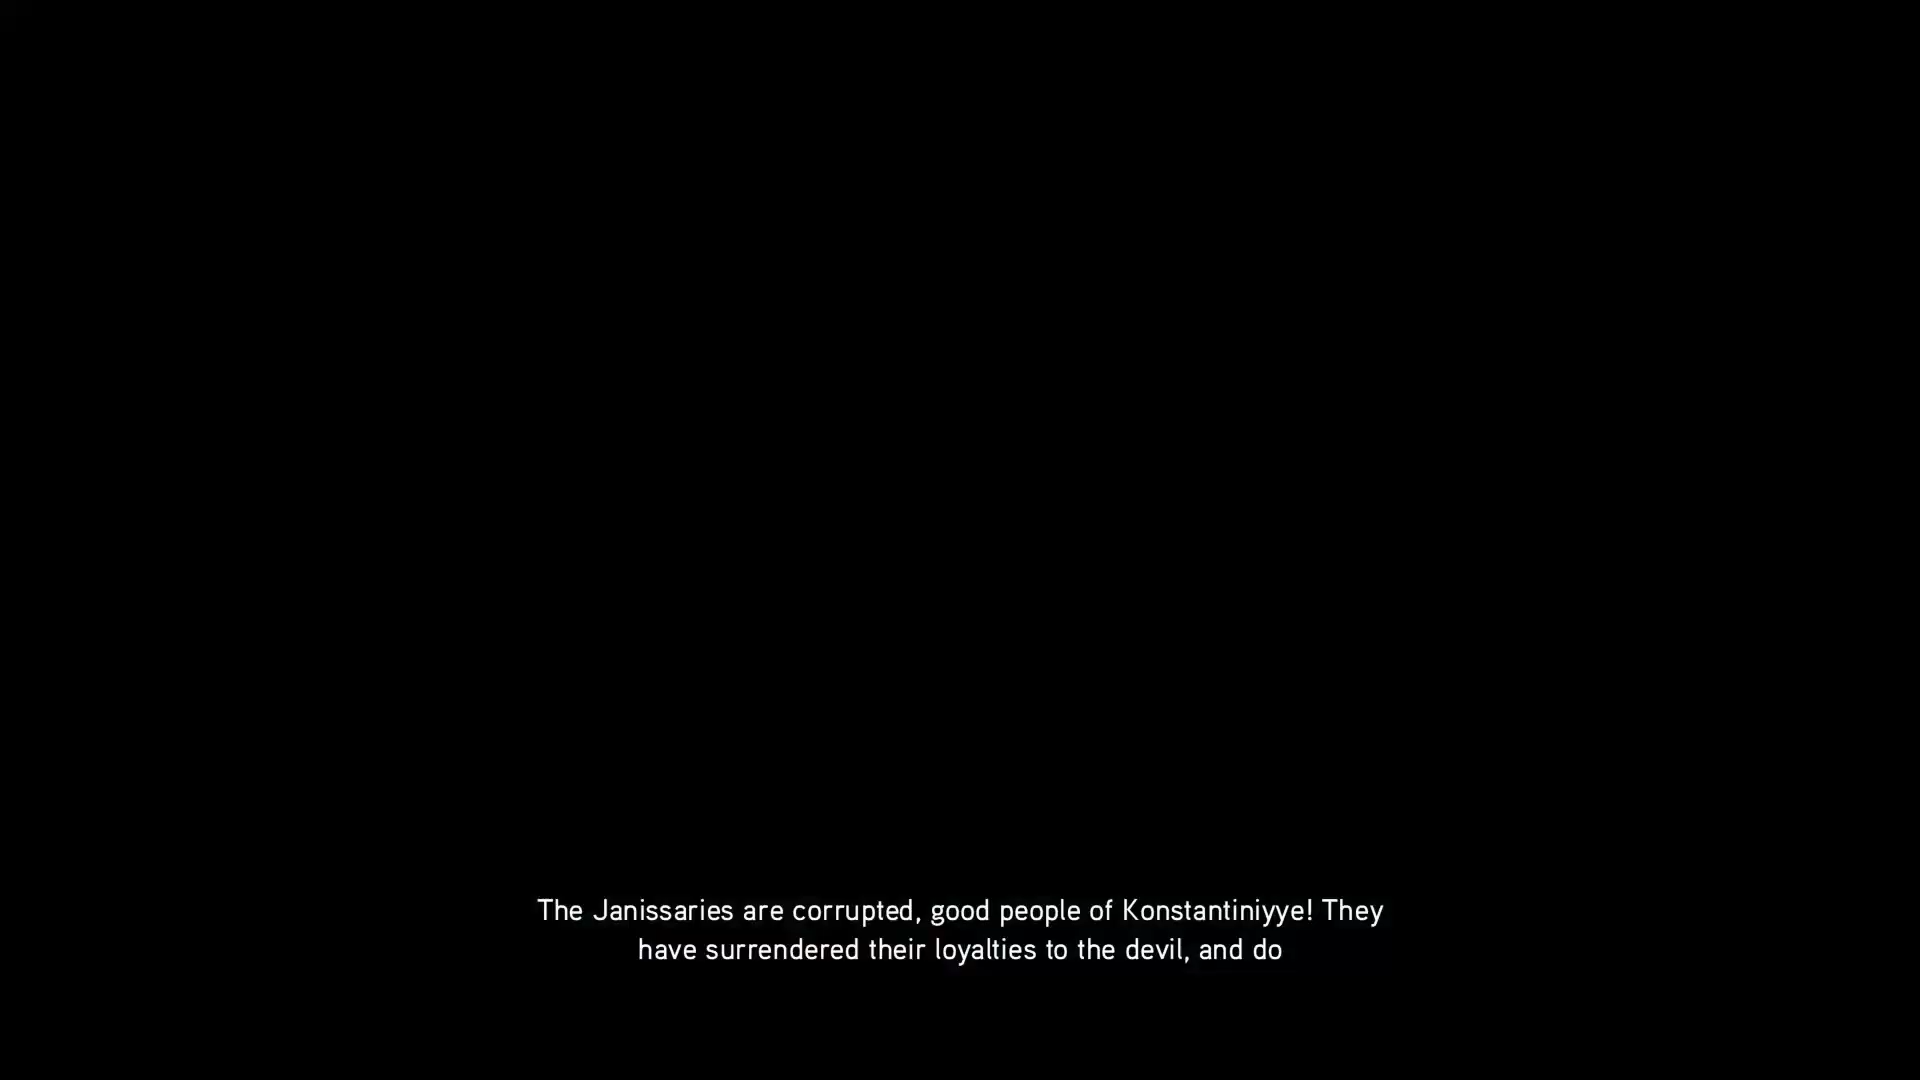 The Janissaries are corrupted, good people of Konstantiniyye! They
have surrendered their loyalties to the devil, and do